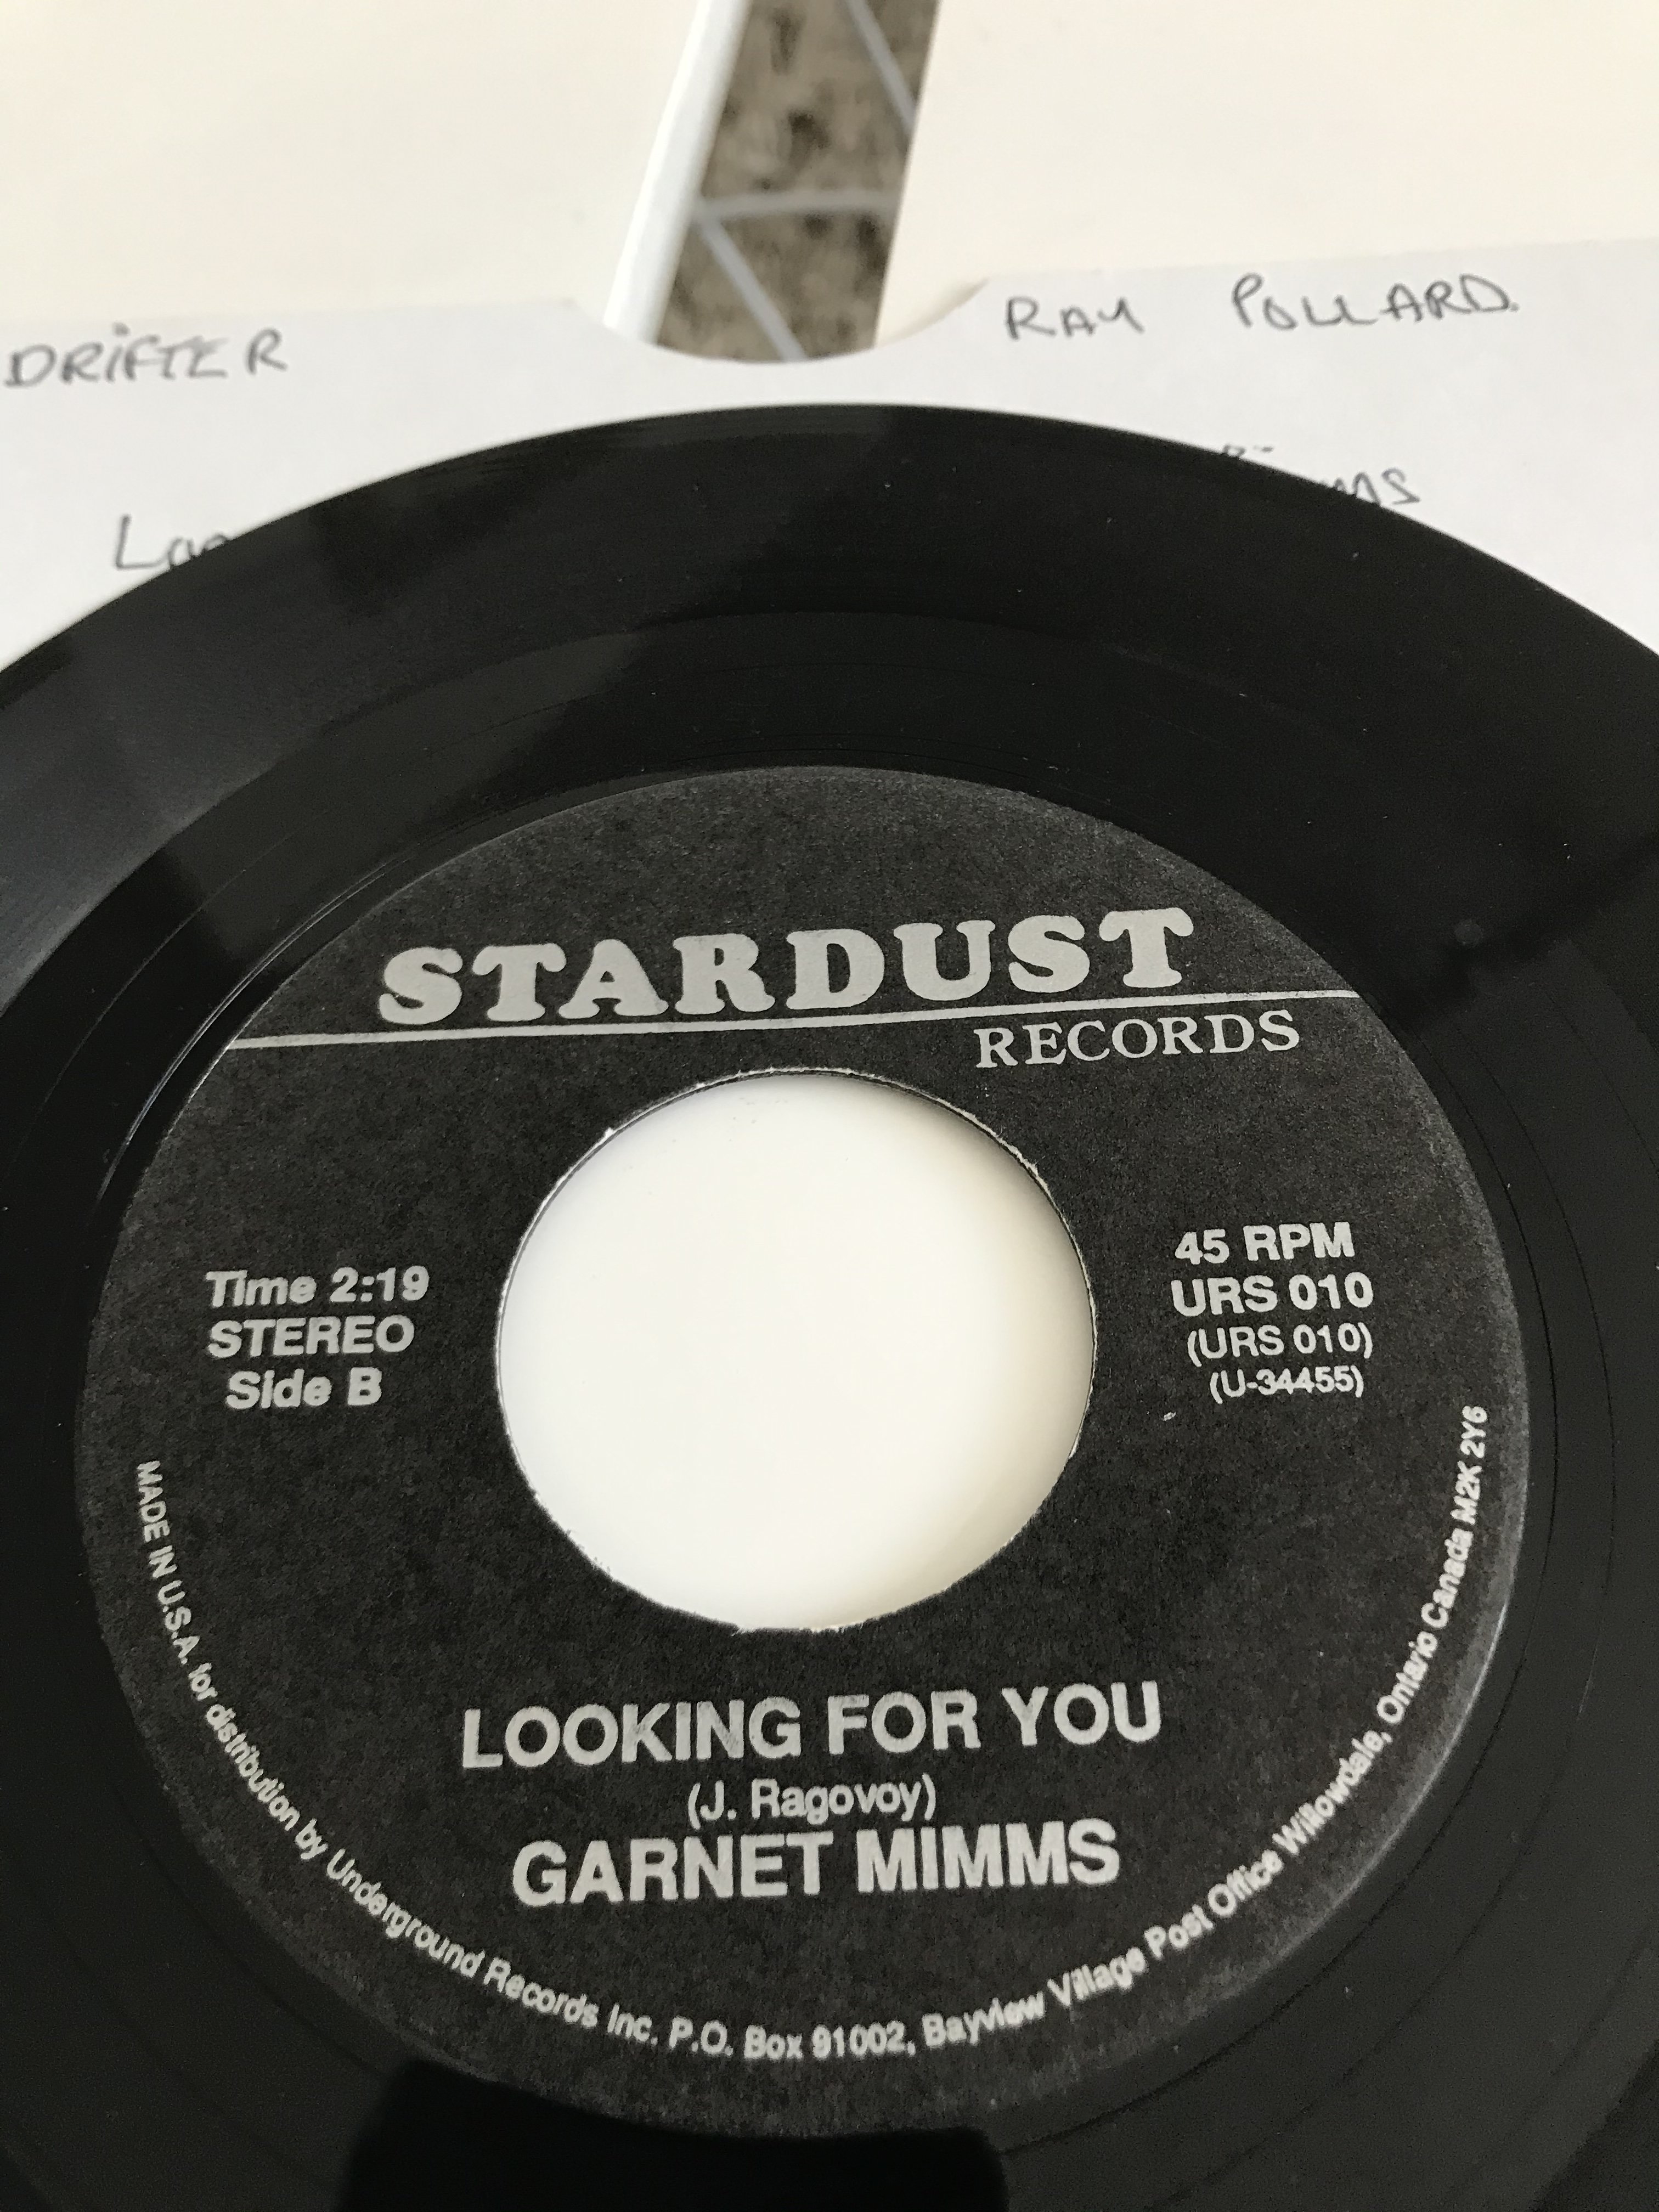 DRIFTER RAY POLLARD.
STARDUST
RECORDS
Time 2:19
STEREO
Side B
45 RPM
URS 010
(URS 010)
(U-34455)
LOOKING FOR YOU
(J. Ragovoy)
GARNET MIMMS
MADE IN U.S.A. for distribution by Underground Records Inc. P.O. Box 91002, Bayview Village Post Office Willowdale, Ontario Canada M2K 2Y6